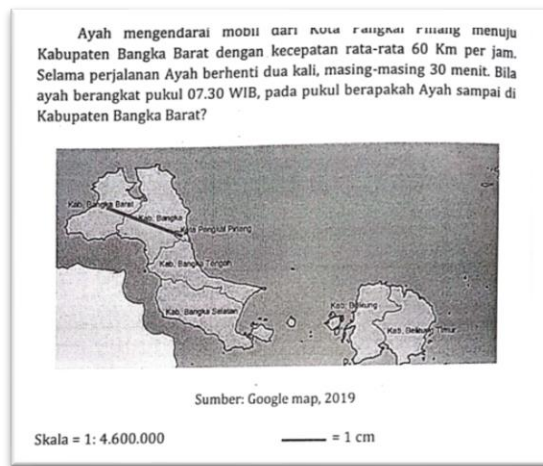 Ayah mengendarai mobil dari Kota Pangkal Pinang menuju
Kabupaten Bangka Barat dengan kecepatan rata-rata 60 Km per jam.
Selama perjalanan Ayah berhenti dua kali, masing-masing 30 menit. Bila
ayah berangkat pukul 07.30 WIB, pada pukul berapakah Ayah sampai di
Kabupaten Bangka Barat?
Kab. Bangka Barat
Kab. Bangka
Kota Pangkal Pinang
Kab. Bangka Tengah
Kab. Bangka Selatan
Kab. Belitung
Kab. Belitung Timur
Sumber: Google map, 2019
Skala = 1: 4.600.000 = 1 cm